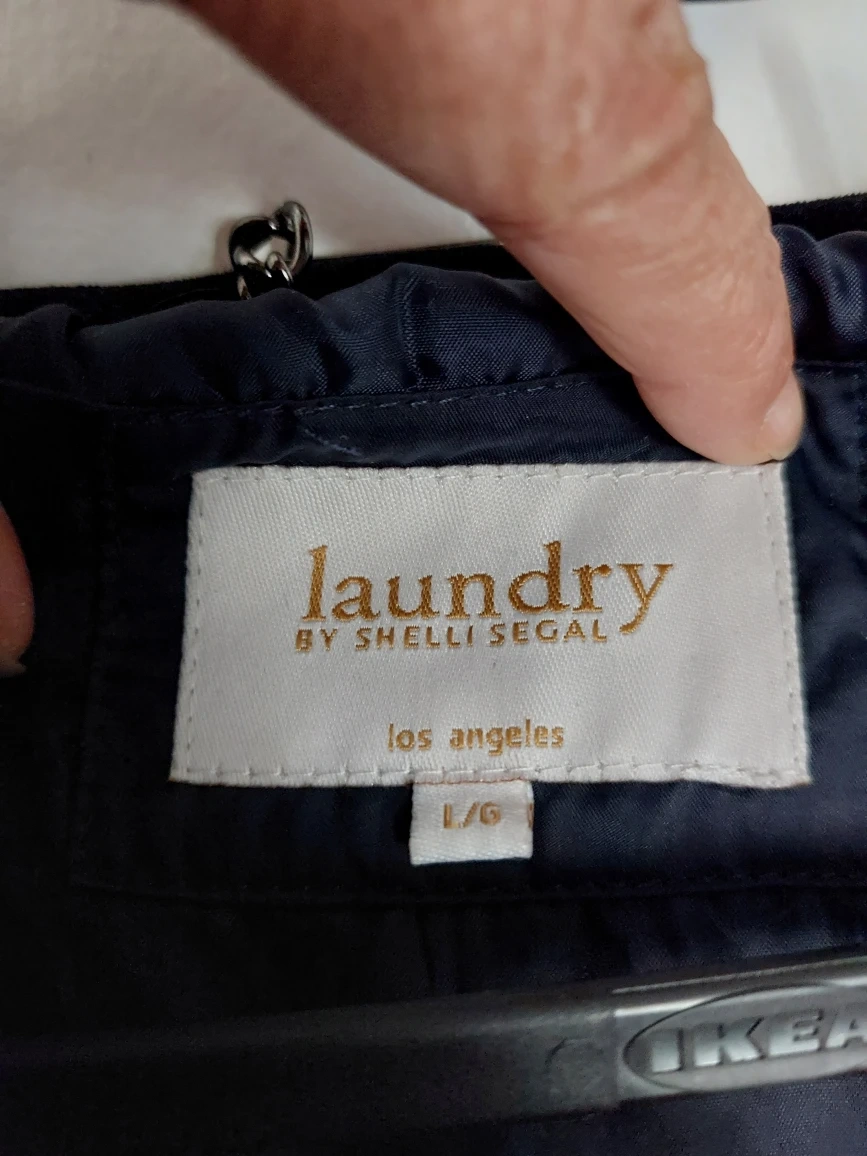 laundry
BY SHELLI SEGAL
los angeles
L/G
IKEA